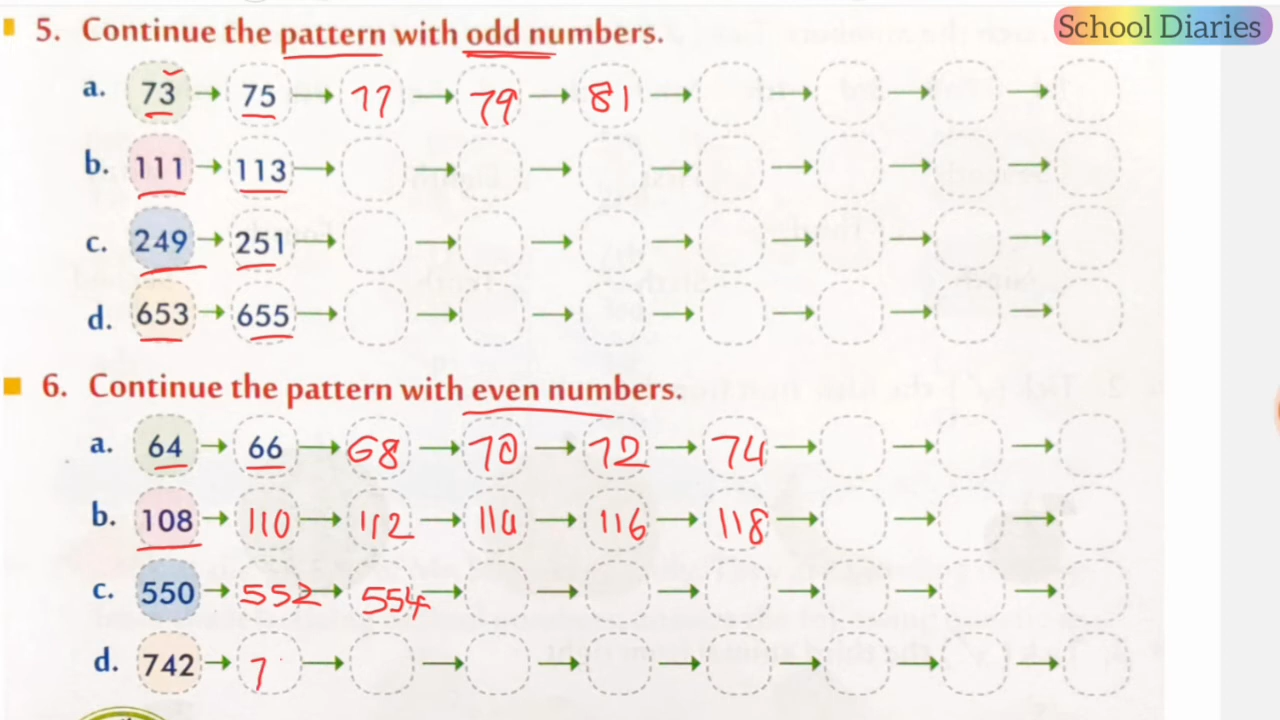 School Diaries
5. Continue the pattern with odd numbers.
a. 73 75 77 79 81
b. 111 113
c. 249 251
d. 653 655
6. Continue the pattern with even numbers.
a. 64 66 68 70 72 74
b. 108 110 112 114 116 118
c. 550 552 554
d. 742 7